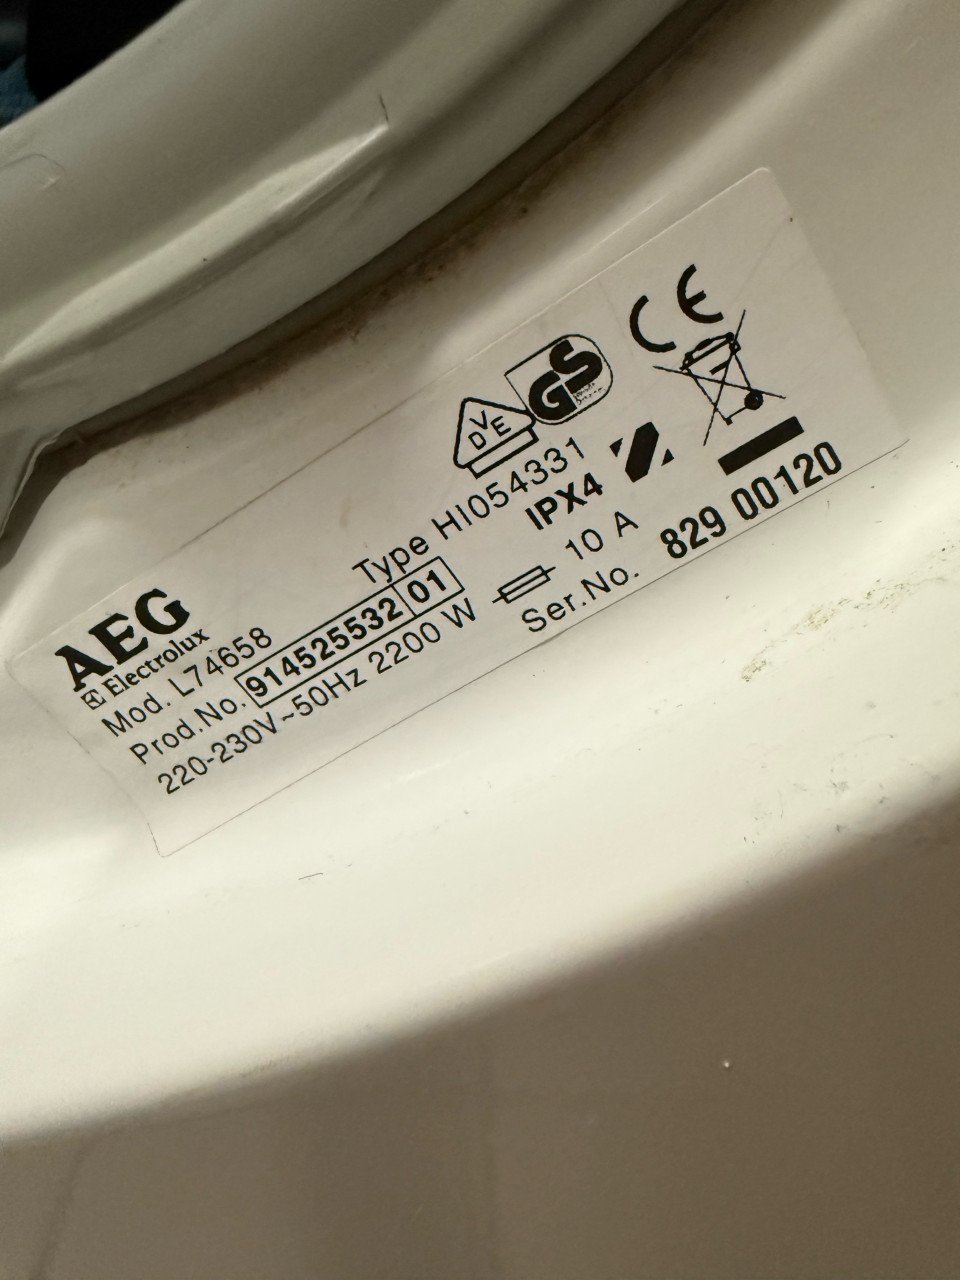 AEG
Electrolux
Mod. L74658
Type HI054331
Prod.No. 914525532 01
220-230V~50Hz 2200 W
10 A
IPX4
Ser.No. 829 00120
VDE
GS
CE